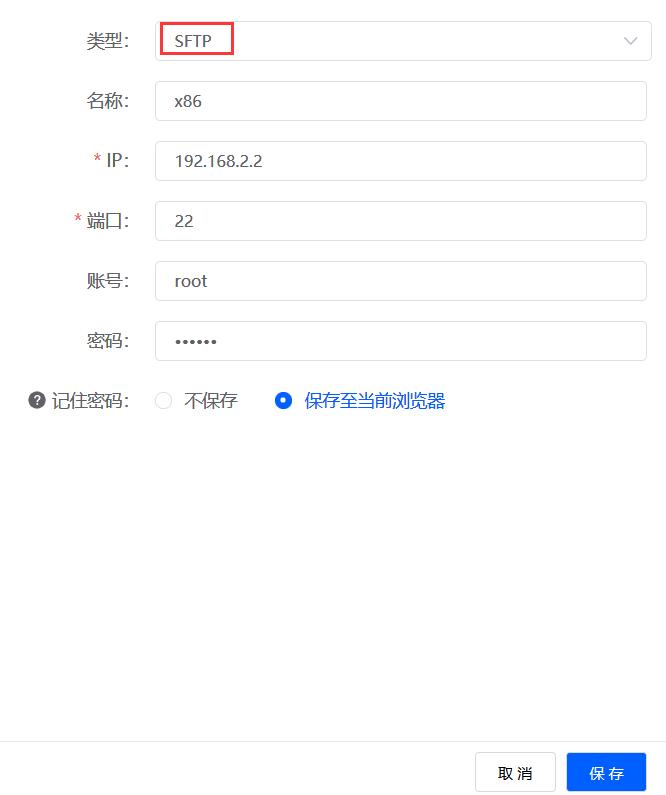 类型： SFTP
名称： x86
* IP： 192.168.2.2
* 端口： 22
账号： root
密码： ••••••
? 记住密码： 不保存 保存至当前浏览器
取消 保存